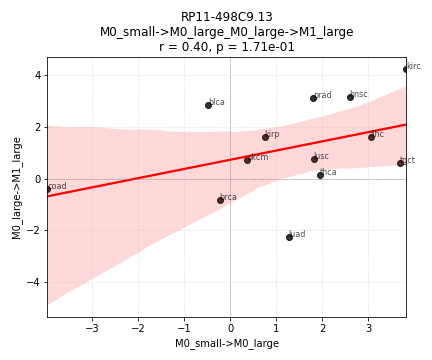 RP11-498C9.13
M0_small->M0_large_M0_large->M1_large
r = 0.40, p = 1.71e-01
M0_large->M1_large
4
2
0
−2
−4
kirc
prad
hnsc
blca
kirp
lihc
skcm
lusc
tgct
thca
coad
brca
luad
−3
−2
−1
0
1
2
3
M0_small->M0_large